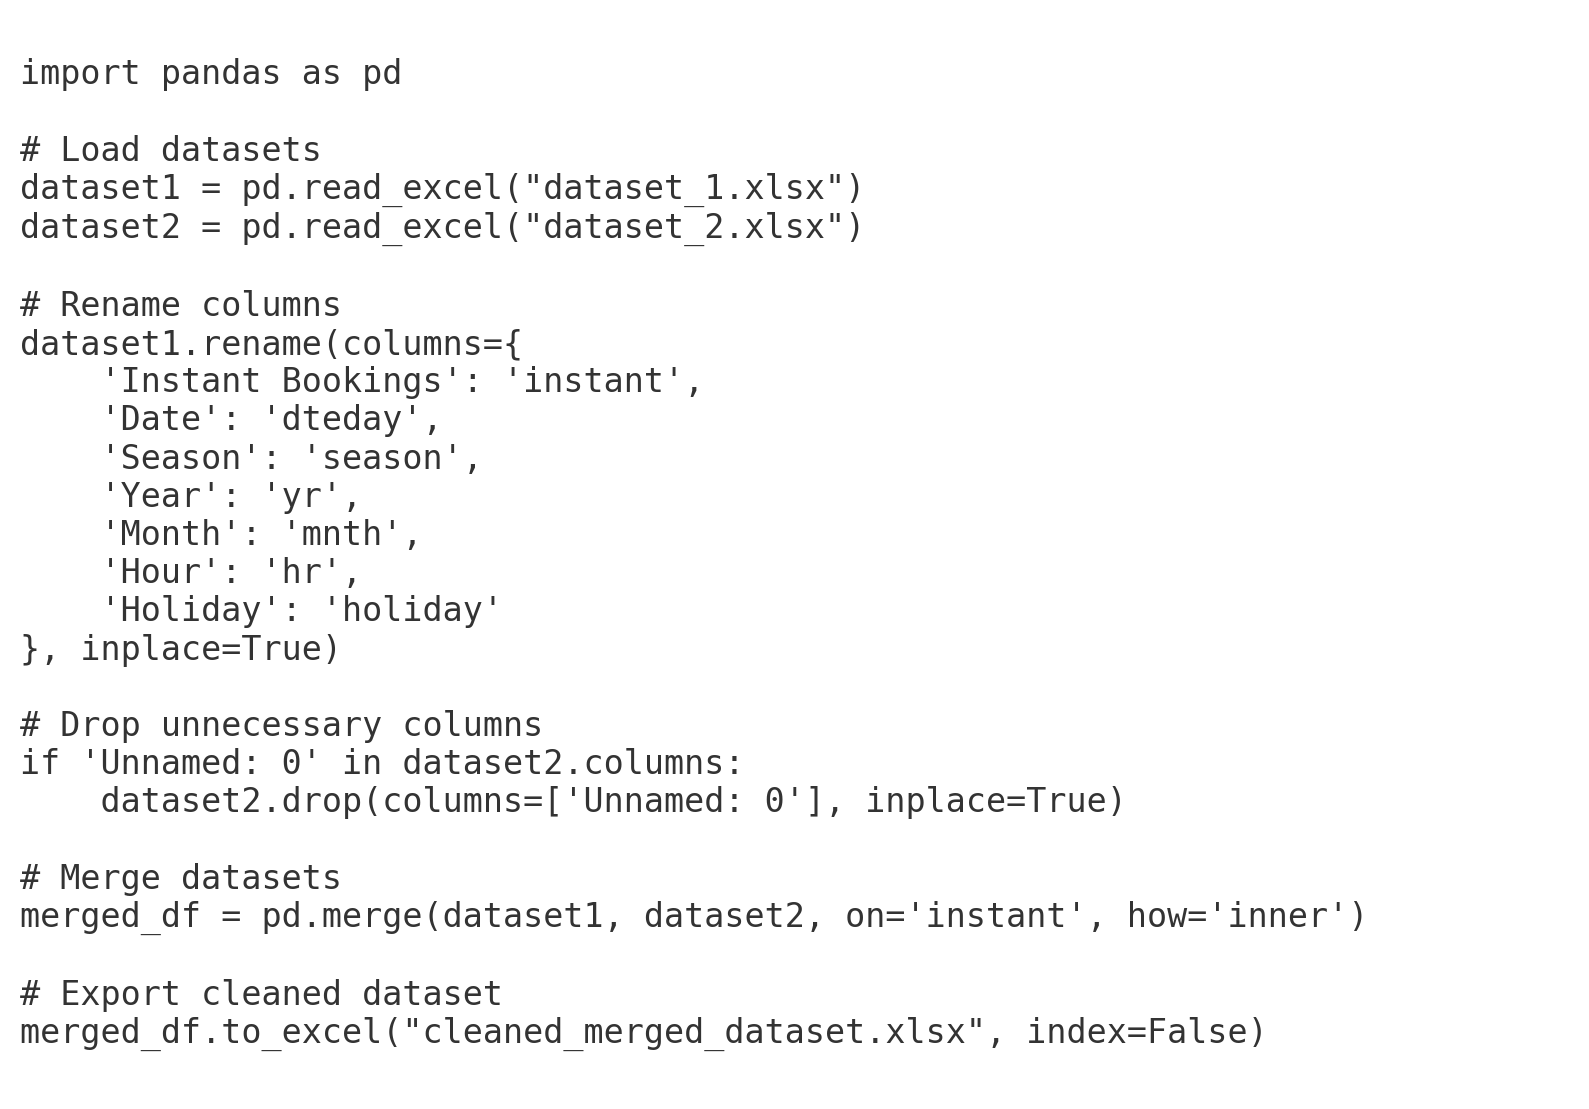 import pandas as pd
# Load datasets
dataset1 = pd.read_excel("dataset_1.xlsx")
dataset2 = pd.read_excel("dataset_2.xlsx")
# Rename columns
dataset1.rename(columns={
    'Instant Bookings': 'instant',
    'Date': 'dteday',
    'Season': 'season',
    'Year': 'yr',
    'Month': 'mnth',
    'Hour': 'hr',
    'Holiday': 'holiday'
}, inplace=True)
# Drop unnecessary columns
if 'Unnamed: 0' in dataset2.columns:
    dataset2.drop(columns=['Unnamed: 0'], inplace=True)
# Merge datasets
merged_df = pd.merge(dataset1, dataset2, on='instant', how='inner')
# Export cleaned dataset
merged_df.to_excel("cleaned_merged_dataset.xlsx", index=False)